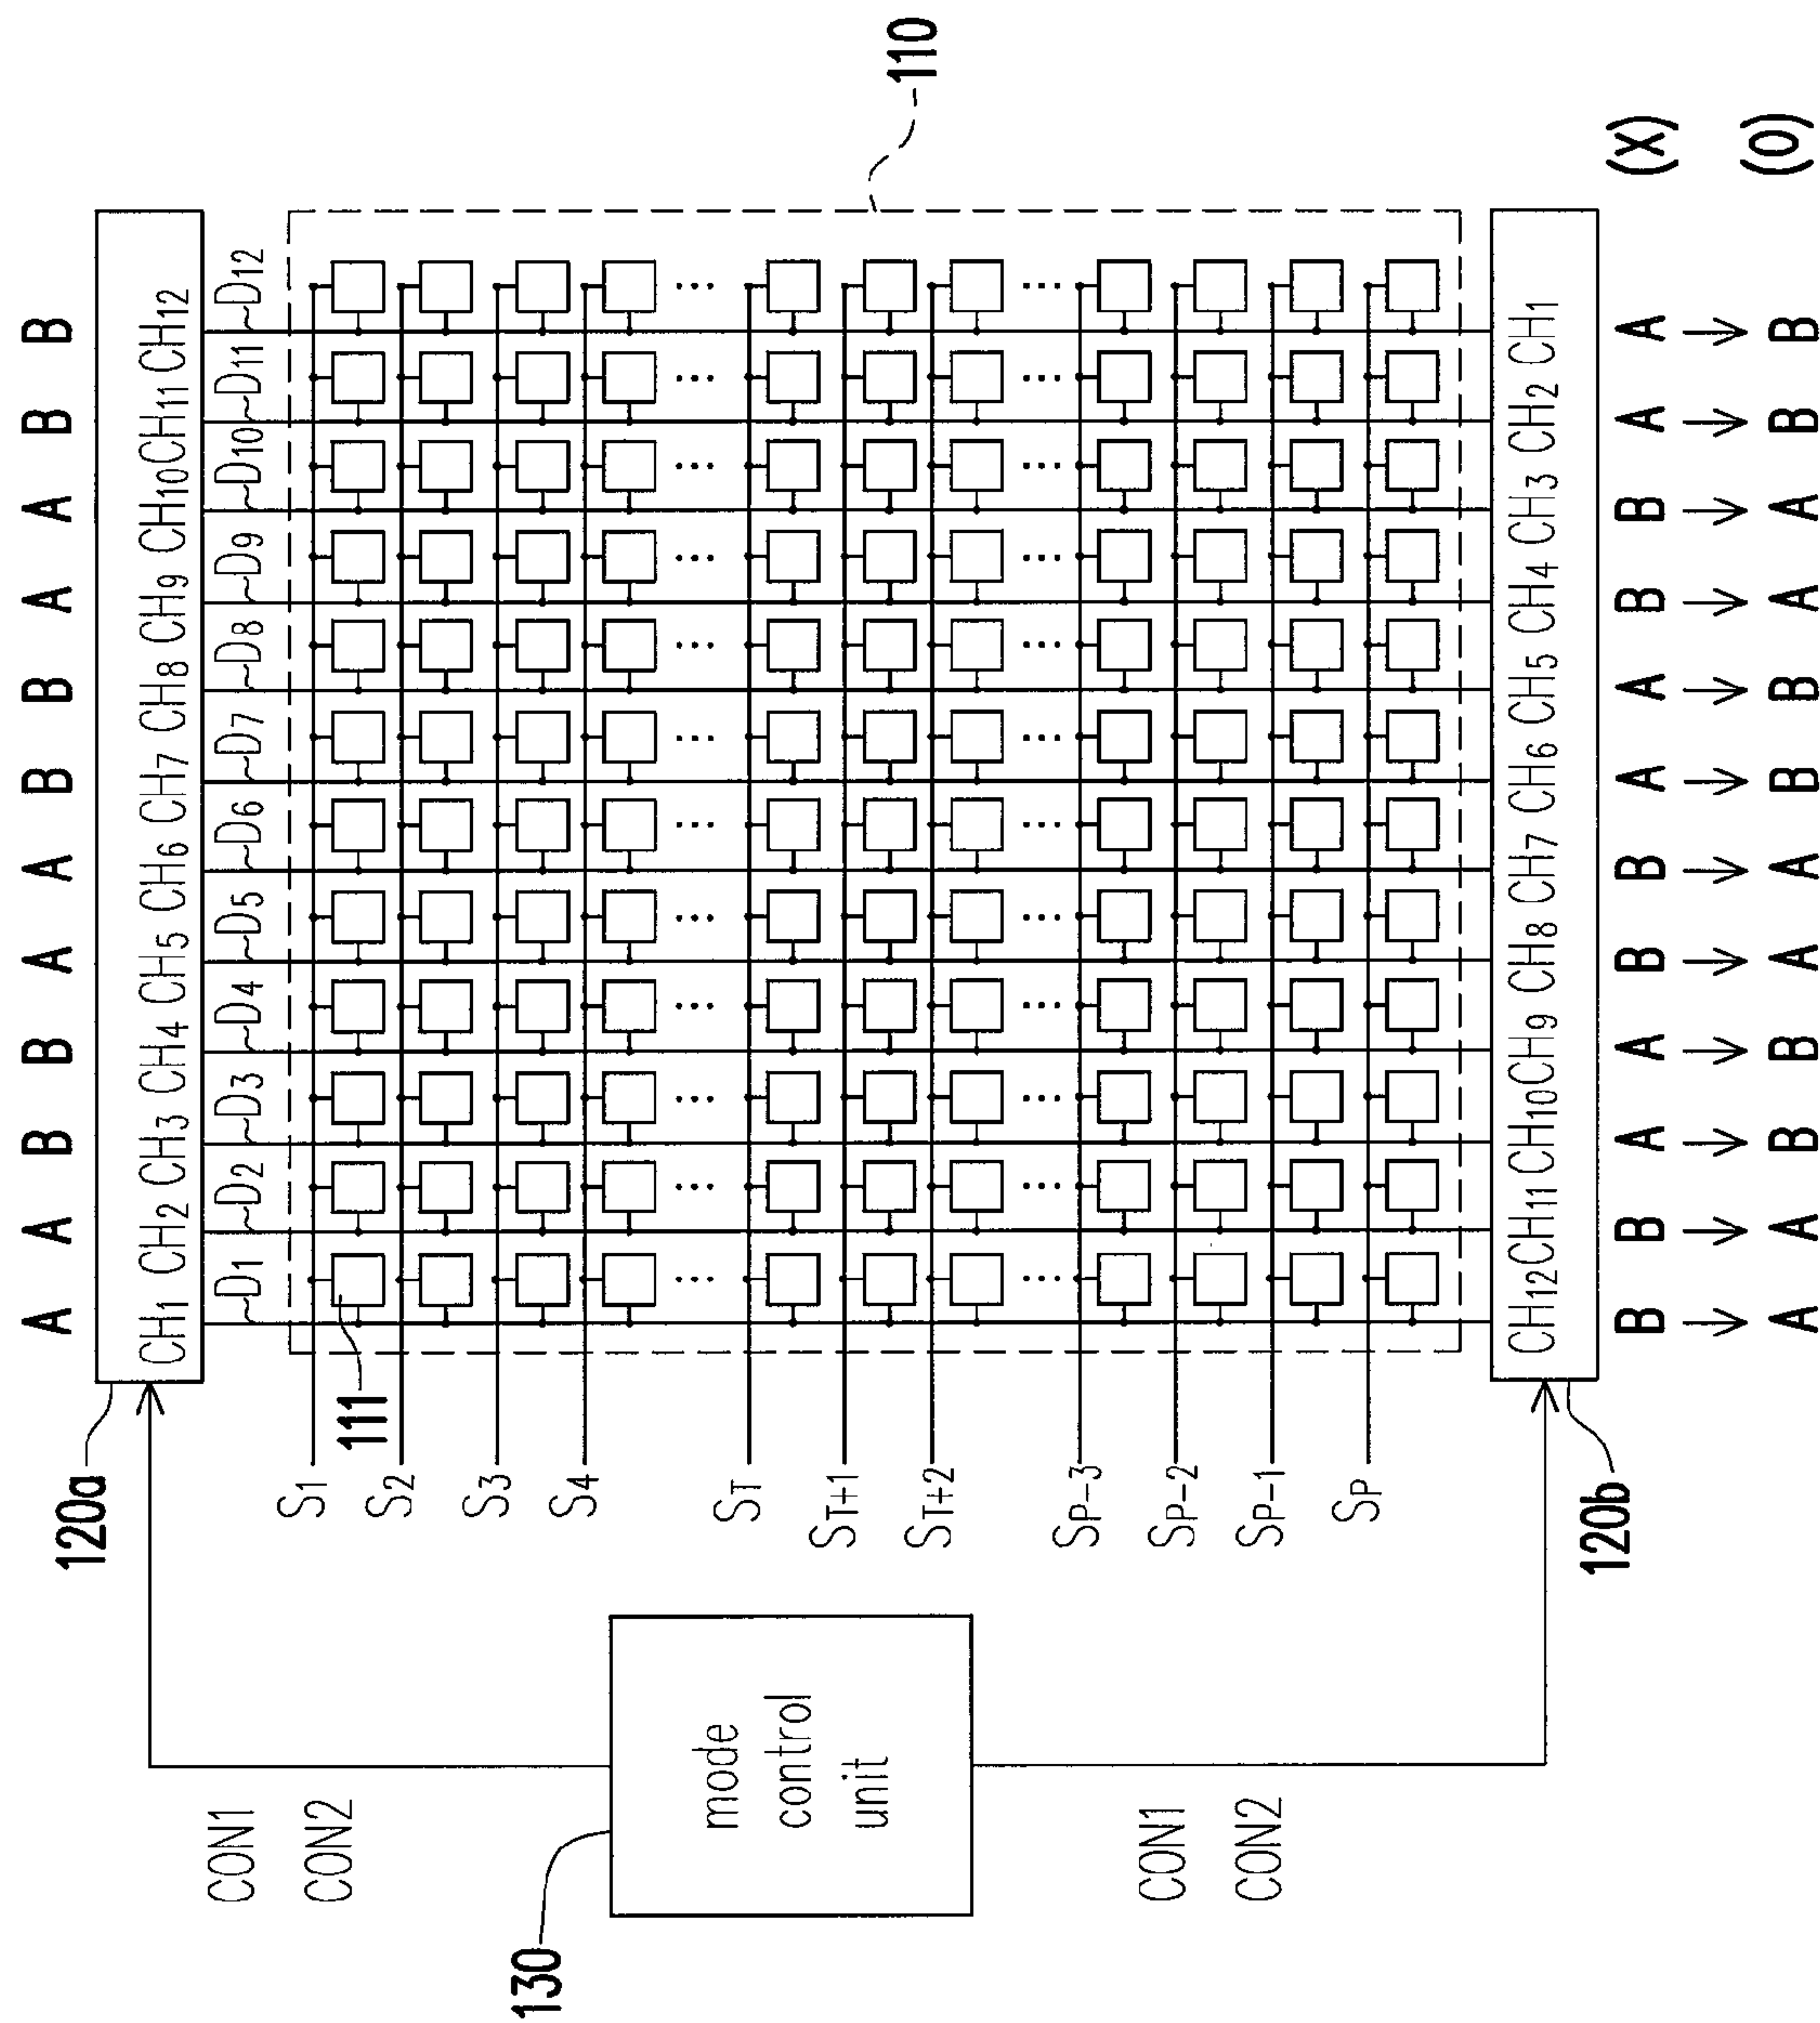 A A B B A A B B A A B B
120a
CH1 CH2 CH3 CH4 CH5 CH6 CH7 CH8 CH9 CH10 CH11 CH12
D1 D2 D3 D4 D5 D6 D7 D8 D9 D10 D11 D12
CON1
CON2
S1
111
S2
S3
S4
130
mode
control
unit
ST
110
ST+1
ST+2
SP-3
SP-2
CON1
CON2
SP-1
SP
CH12 CH11 CH10 CH9 CH8 CH7 CH6 CH5 CH4 CH3 CH2 CH1
120b
B B A A B B A A B B A A (X)
A A B B A A B B A A B B (O)